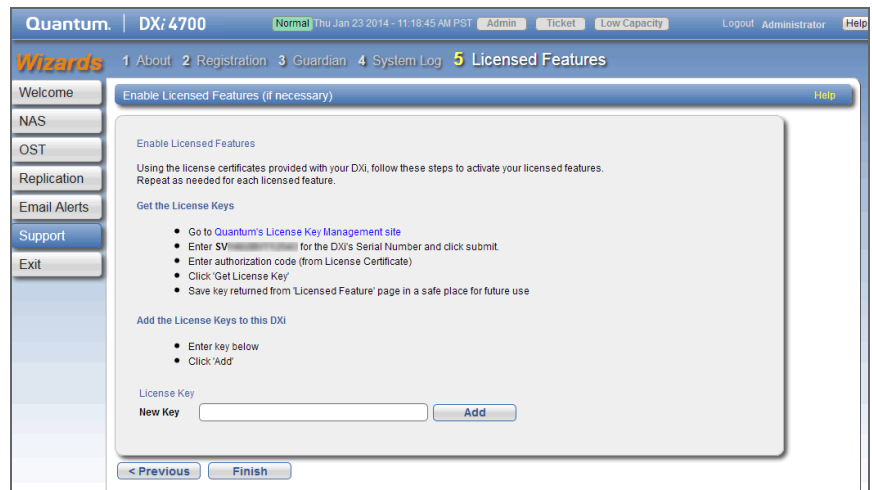 Quantum. DXi 4700 Normal Thu Jan 23 2014 - 11:18:45 AM PST Admin Ticket Low Capacity Logout Administrator Help
Wizards 1 About 2 Registration 3 Guardian 4 System Log 5 Licensed Features
Welcome
NAS
OST
Replication
Email Alerts
Support
Exit
Enable Licensed Features (if necessary) Help
Enable Licensed Features
Using the license certificates provided with your DXi, follow these steps to activate your licensed features.
Repeat as needed for each licensed feature.
Get the License Keys
Go to Quantum's License Key Management site
Enter SV for the DXi's Serial Number and click submit.
Enter authorization code (from License Certificate)
Click 'Get License Key'
Save key returned from 'Licensed Feature' page in a safe place for future use
Add the License Keys to this DXi
Enter key below
Click 'Add'
License Key
New Key Add
< Previous Finish